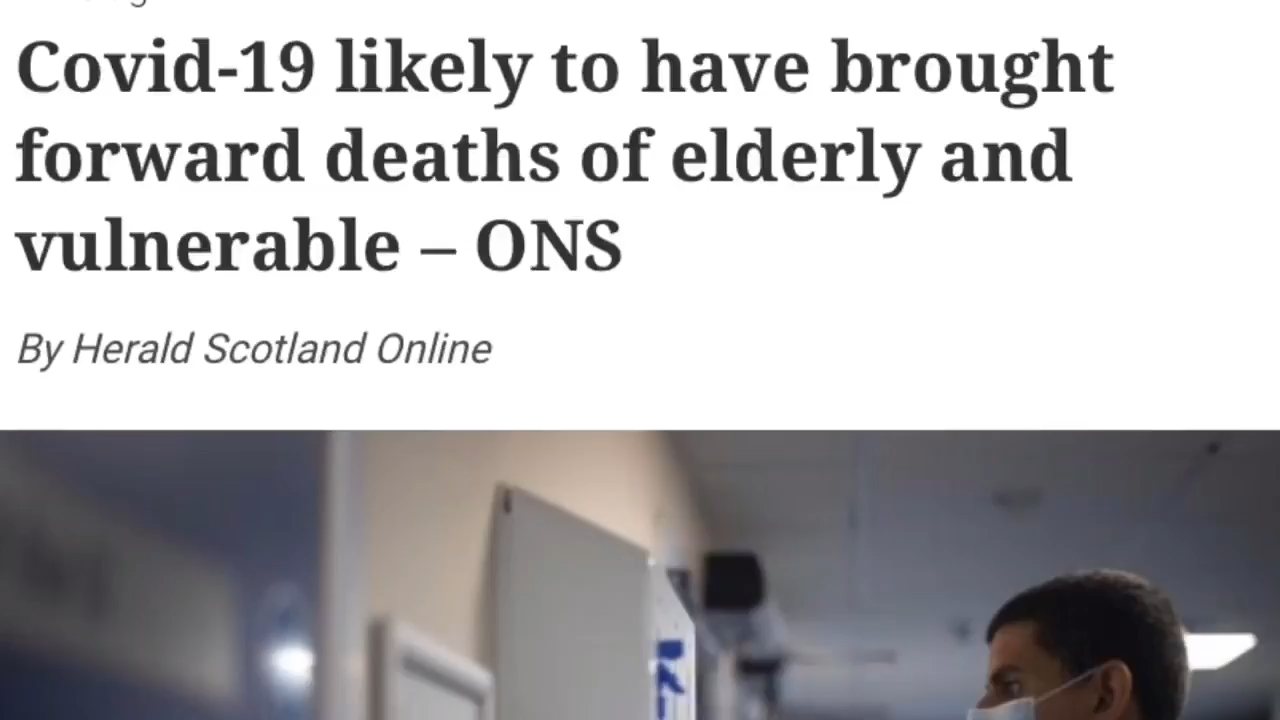 Covid-19 likely to have brought
forward deaths of elderly and
vulnerable – ONS
By Herald Scotland Online